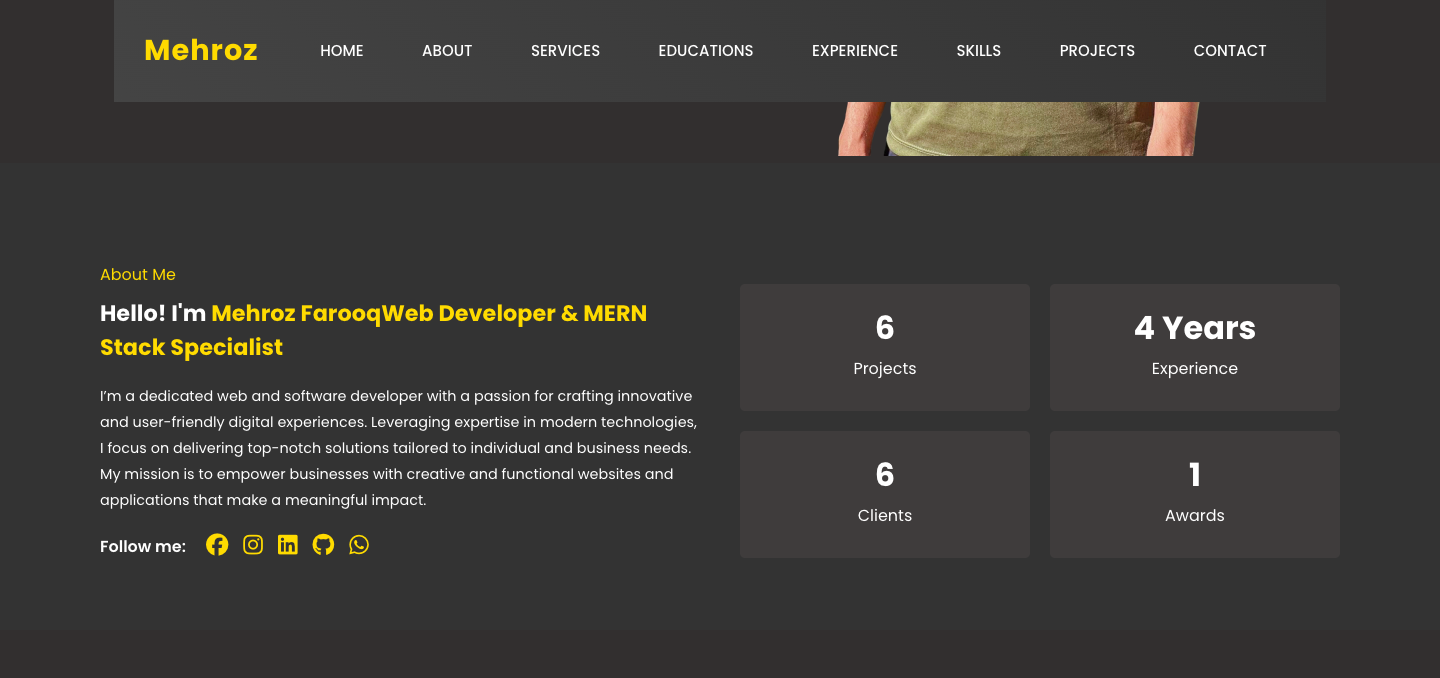 Mehroz
HOME
ABOUT
SERVICES
EDUCATIONS
EXPERIENCE
SKILLS
PROJECTS
CONTACT
About Me
Hello! I'm Mehroz FarooqWeb Developer & MERN
Stack Specialist
I’m a dedicated web and software developer with a passion for crafting innovative
and user-friendly digital experiences. Leveraging expertise in modern technologies,
I focus on delivering top-notch solutions tailored to individual and business needs.
My mission is to empower businesses with creative and functional websites and
applications that make a meaningful impact.
Follow me:
6
Projects
4 Years
Experience
6
Clients
1
Awards